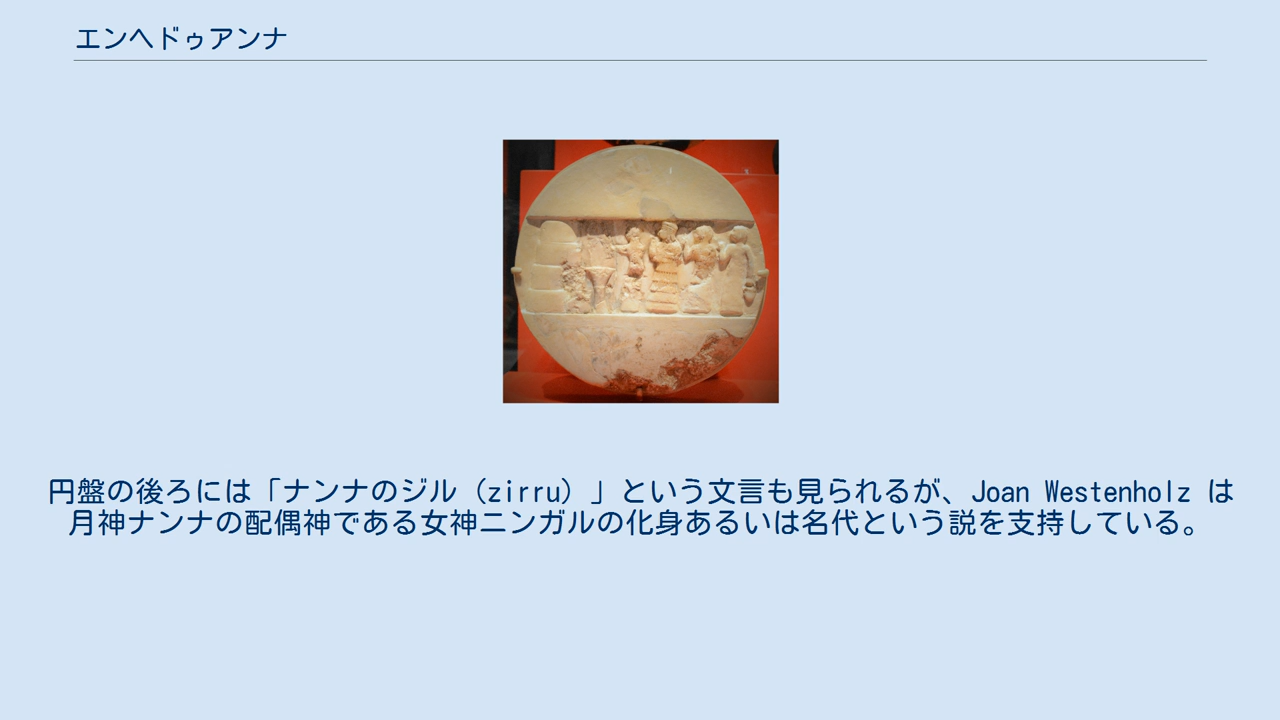 エンヘドゥアンナ
円盤の後ろには「ナンナのジル（zirru）」という文言も見られるが、Joan Westenholz は
月神ナンナの配偶神である女神ニンガルの化身あるいは名代という説を支持している。